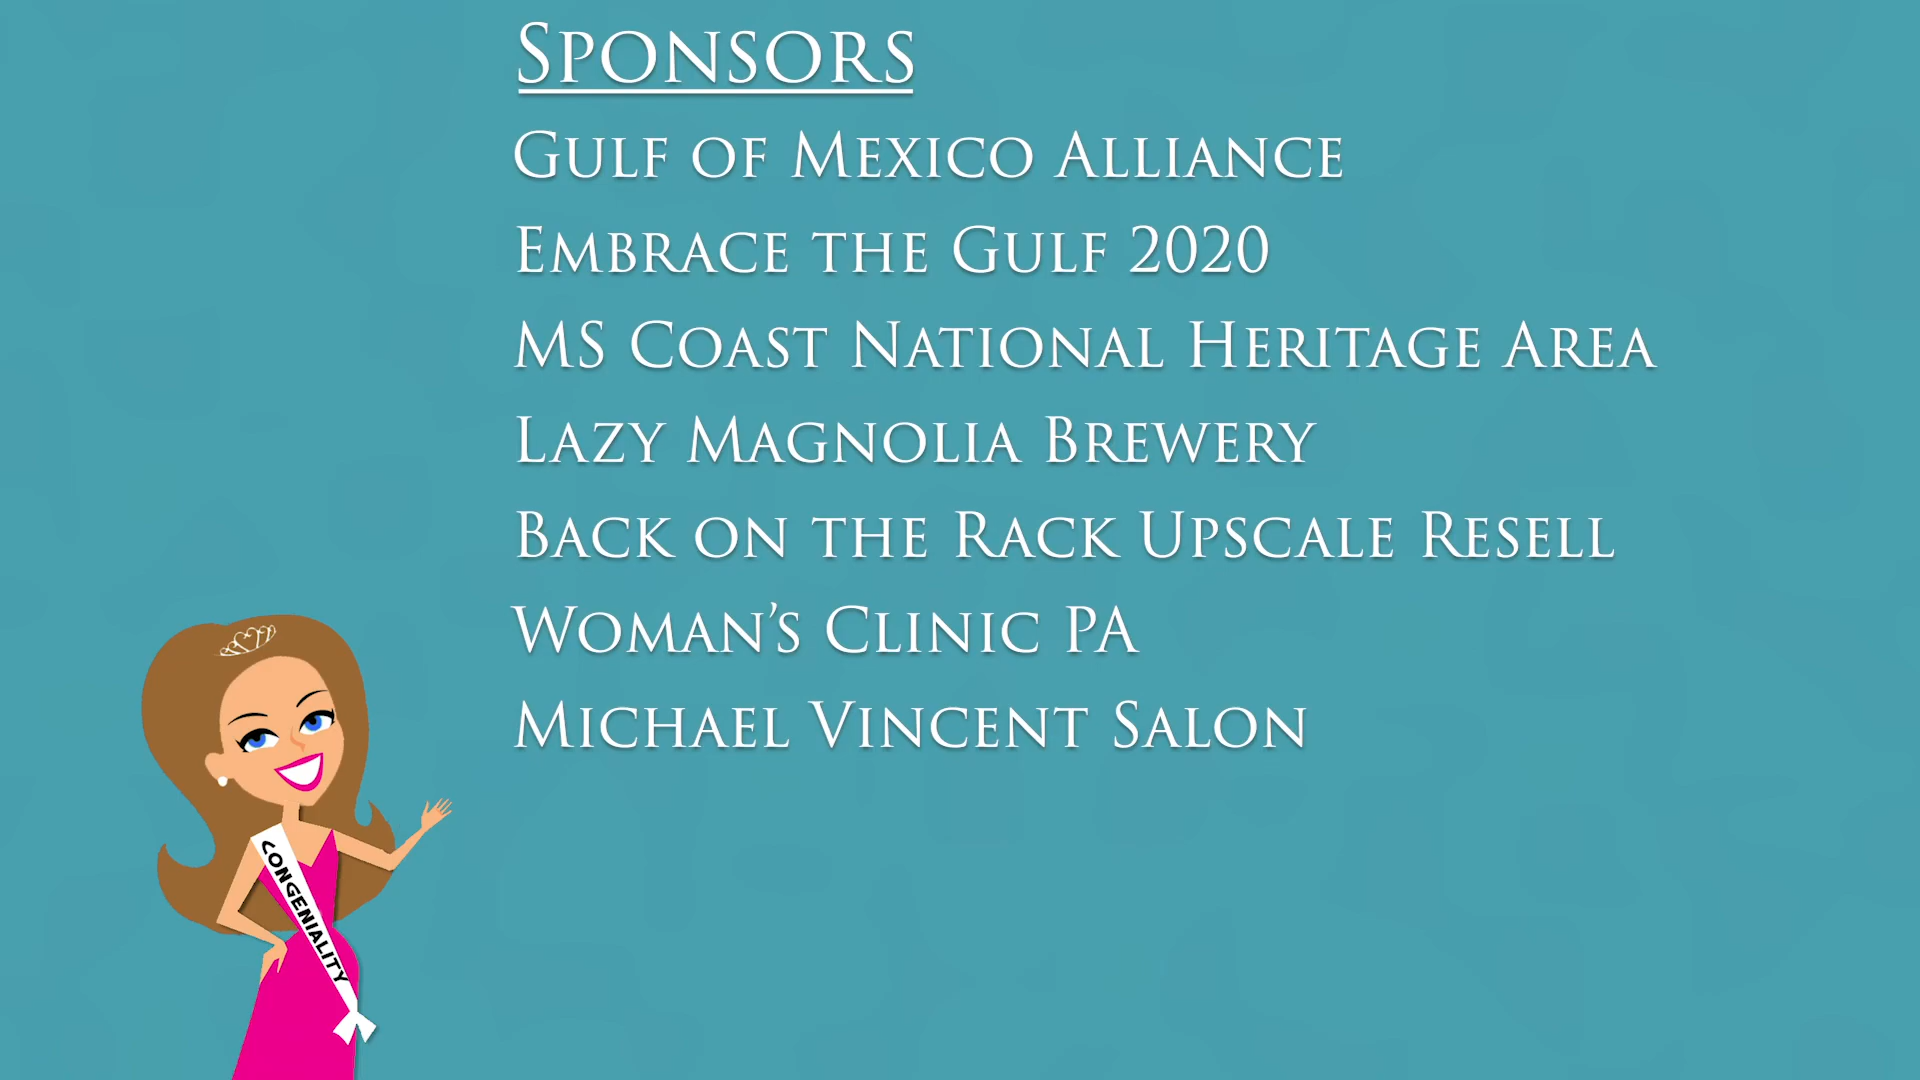 Sponsors
Gulf of Mexico Alliance
Embrace the Gulf 2020
MS Coast National Heritage Area
Lazy Magnolia Brewery
Back on the Rack Upscale Resell
Woman’s Clinic PA
Michael Vincent Salon
CONGENIALITY